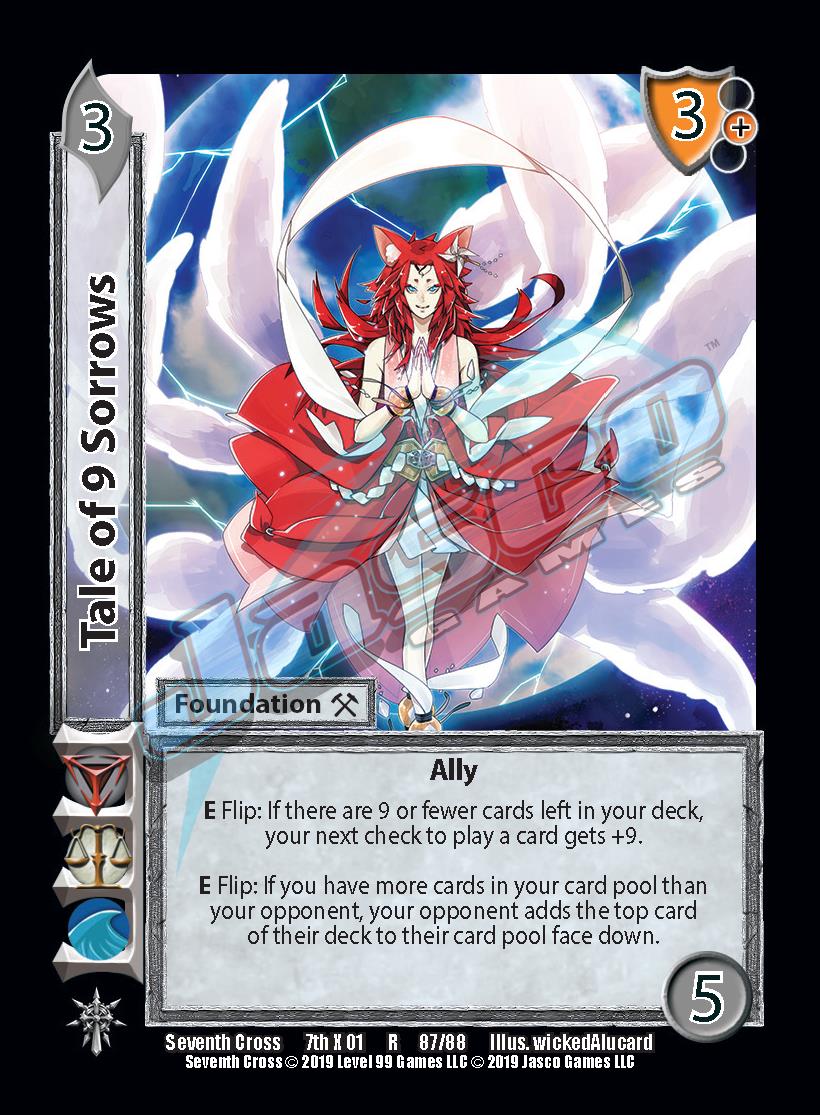 3
3
+
Tale of 9 Sorrows
Jasco
GAMES
TM
Foundation
Ally
E Flip: If there are 9 or fewer cards left in your deck,
your next check to play a card gets +9.
E Flip: If you have more cards in your card pool than
your opponent, your opponent adds the top card
of their deck to their card pool face down.
5
Seventh Cross 7th X 01 R 87/88 Illus. wickedAlucard
Seventh Cross © 2019 Level 99 Games LLC © 2019 Jasco Games LLC